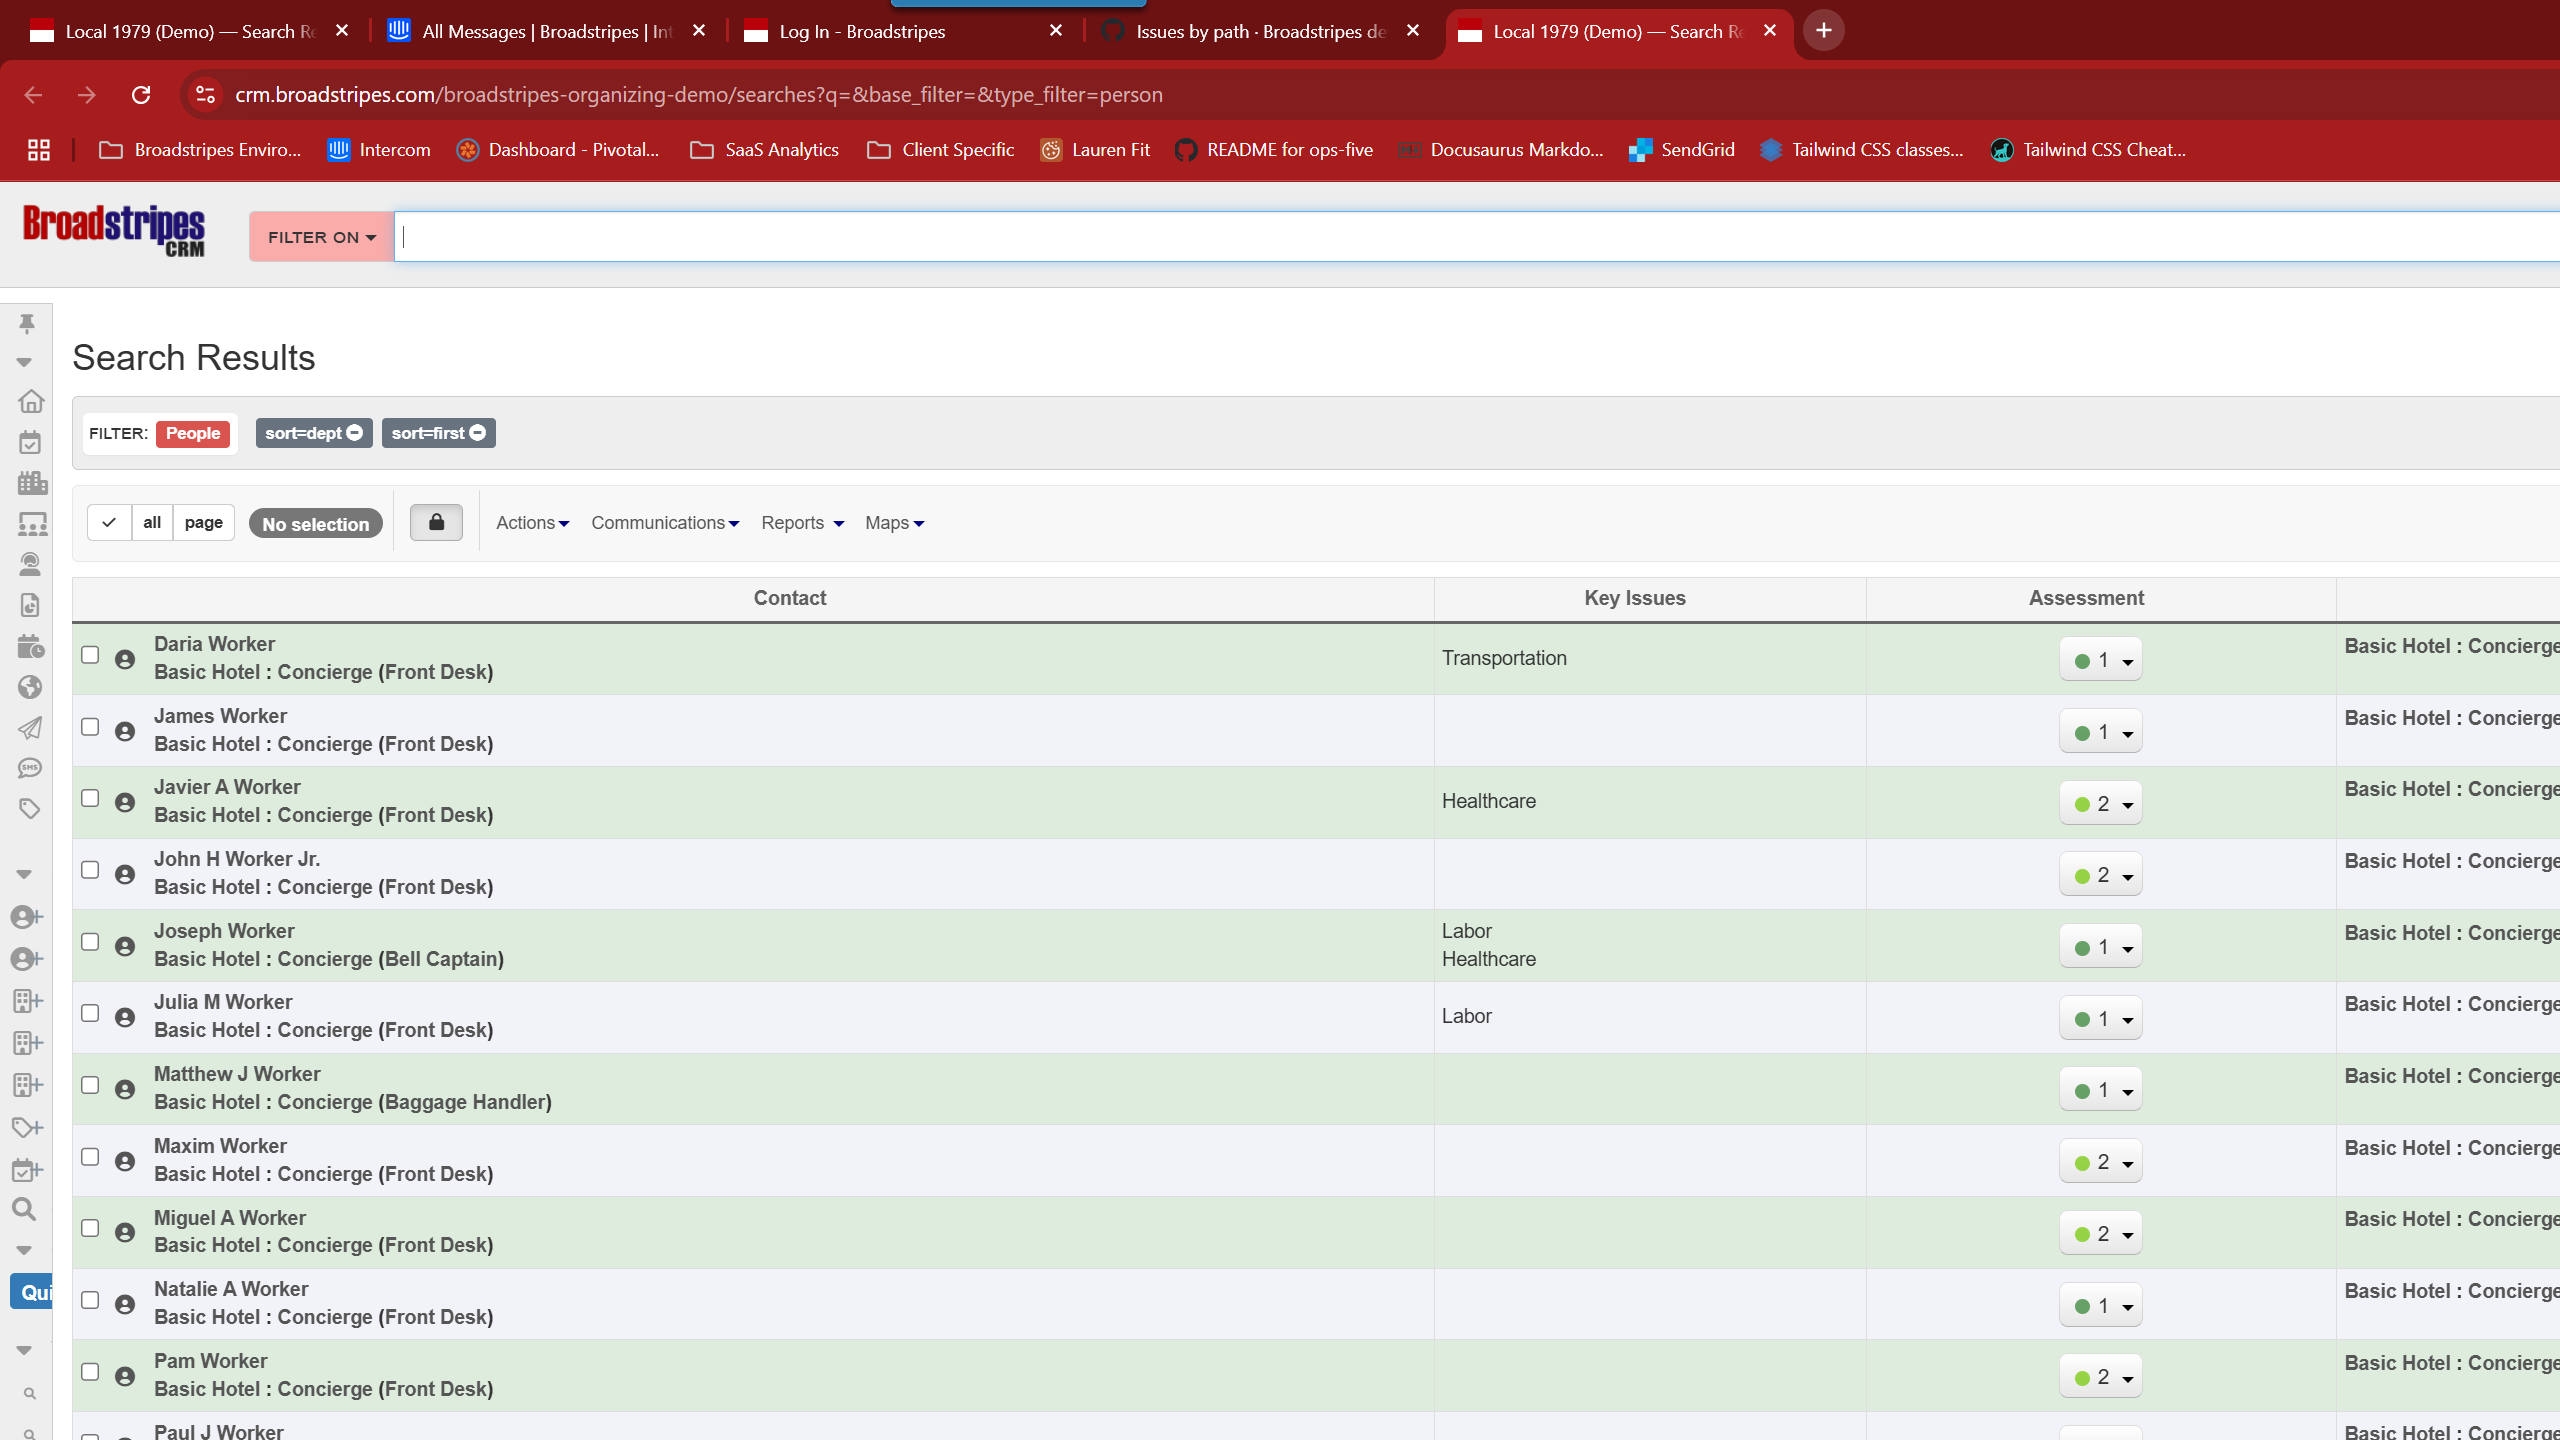 Local 1979 (Demo) — Search Re
All Messages | Broadstripes | Int
Log In - Broadstripes
Issues by path · Broadstripes de
Local 1979 (Demo) — Search Re
crm.broadstripes.com/broadstripes-organizing-demo/searches?q=&base_filter=&type_filter=person
Broadstripes Enviro...
Intercom
Dashboard - Pivotal...
SaaS Analytics
Client Specific
Lauren Fit
README for ops-five
Docusaurus Markdo...
SendGrid
Tailwind CSS classes...
Tailwind CSS Cheat...
Broadstripes
CRM
FILTER ON
Search Results
FILTER: People sort=dept sort=first
all page No selection Actions Communications Reports Maps
Contact Key Issues Assessment
Daria Worker
Basic Hotel : Concierge (Front Desk)
Transportation
1
Basic Hotel : Concierge
James Worker
Basic Hotel : Concierge (Front Desk)
1
Basic Hotel : Concierge
Javier A Worker
Basic Hotel : Concierge (Front Desk)
Healthcare
2
Basic Hotel : Concierge
John H Worker Jr.
Basic Hotel : Concierge (Front Desk)
2
Basic Hotel : Concierge
Joseph Worker
Basic Hotel : Concierge (Bell Captain)
Labor
Healthcare
1
Basic Hotel : Concierge
Julia M Worker
Basic Hotel : Concierge (Front Desk)
Labor
1
Basic Hotel : Concierge
Matthew J Worker
Basic Hotel : Concierge (Baggage Handler)
1
Basic Hotel : Concierge
Maxim Worker
Basic Hotel : Concierge (Front Desk)
2
Basic Hotel : Concierge
Miguel A Worker
Basic Hotel : Concierge (Front Desk)
2
Basic Hotel : Concierge
Natalie A Worker
Basic Hotel : Concierge (Front Desk)
1
Basic Hotel : Concierge
Pam Worker
Basic Hotel : Concierge (Front Desk)
2
Basic Hotel : Concierge
Paul J Worker
Basic Hotel : Concierge
SMS
Qui